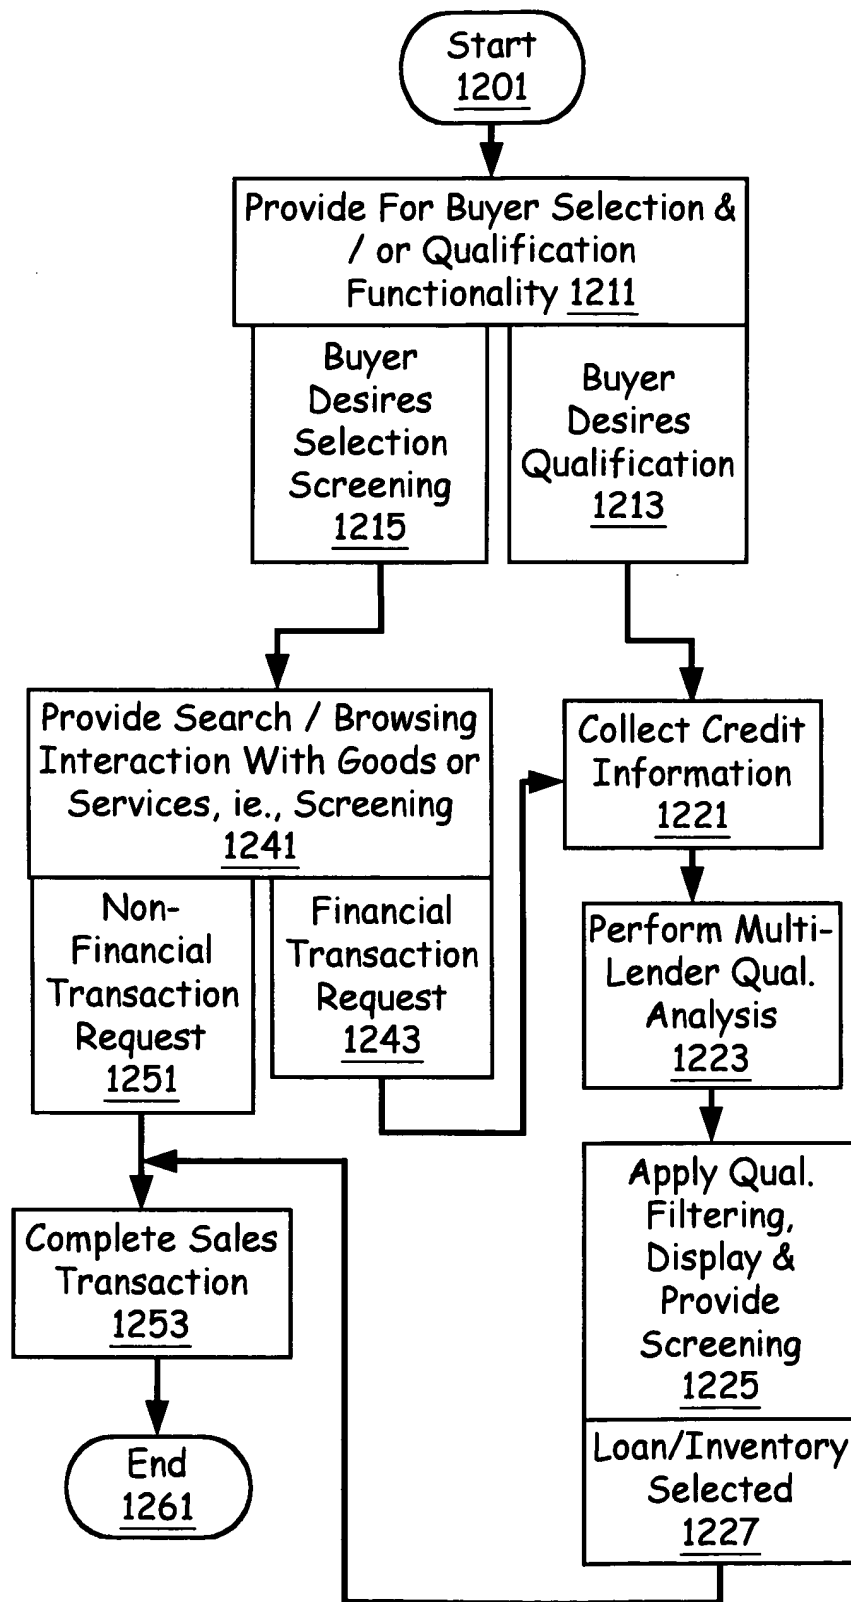 Start
1201
Provide For Buyer Selection &
/ or Qualification
Functionality 1211
Buyer
Desires
Selection
Screening
1215
Buyer
Desires
Qualification
1213
Provide Search / Browsing
Interaction With Goods or
Services, ie., Screening
1241
Non-
Financial
Transaction
Request
1251
Financial
Transaction
Request
1243
Collect Credit
Information
1221
Perform Multi-
Lender Qual.
Analysis
1223
Apply Qual.
Filtering,
Display &
Provide
Screening
1225
Loan/Inventory
Selected
1227
Complete Sales
Transaction
1253
End
1261